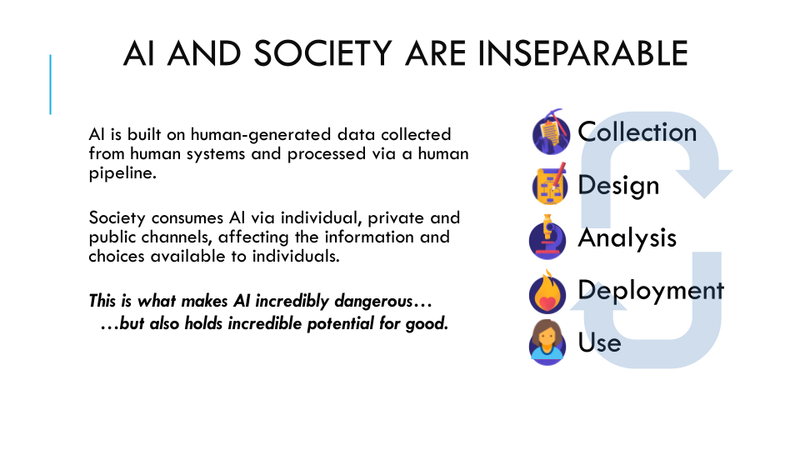 AI AND SOCIETY ARE INSEPARABLE
AI is built on human-generated data collected
from human systems and processed via a human
pipeline.
Society consumes AI via individual, private and
public channels, affecting the information and
choices available to individuals.
This is what makes AI incredibly dangerous…
…but also holds incredible potential for good.
Collection
Design
Analysis
Deployment
Use